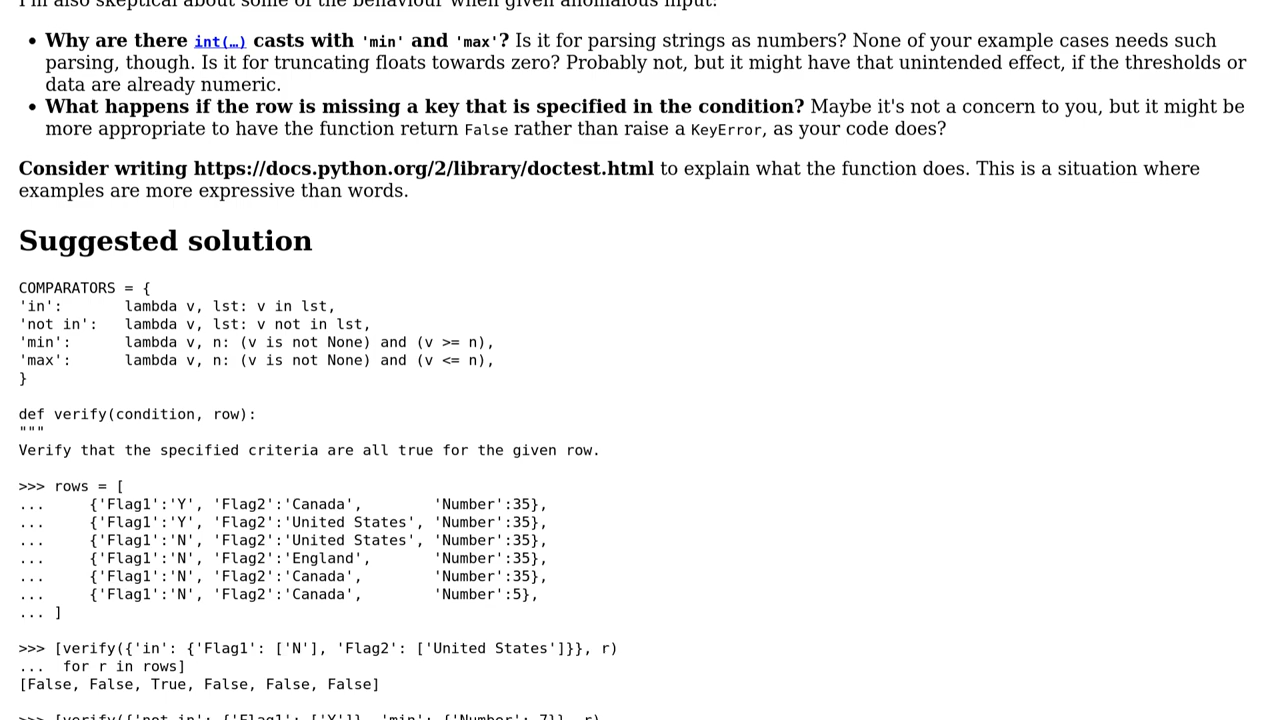 I'm also skeptical about some of the behaviour when given anomalous input:
• Why are there int(…) casts with 'min' and 'max'? Is it for parsing strings as numbers? None of your example cases needs such
parsing, though. Is it for truncating floats towards zero? Probably not, but it might have that unintended effect, if the thresholds or
data are already numeric.
• What happens if the row is missing a key that is specified in the condition? Maybe it's not a concern to you, but it might be
more appropriate to have the function return False rather than raise a KeyError, as your code does?
Consider writing https://docs.python.org/2/library/doctest.html to explain what the function does. This is a situation where
examples are more expressive than words.
Suggested solution
COMPARATORS = {
'in':       lambda v, lst: v in lst,
'not in':   lambda v, lst: v not in lst,
'min':      lambda v, n: (v is not None) and (v >= n),
'max':      lambda v, n: (v is not None) and (v <= n),
}
def verify(condition, row):
"""
Verify that the specified criteria are all true for the given row.
>>> rows = [
...     {'Flag1':'Y', 'Flag2':'Canada',        'Number':35},
...     {'Flag1':'Y', 'Flag2':'United States', 'Number':35},
...     {'Flag1':'N', 'Flag2':'United States', 'Number':35},
...     {'Flag1':'N', 'Flag2':'England',       'Number':35},
...     {'Flag1':'N', 'Flag2':'Canada',        'Number':35},
...     {'Flag1':'N', 'Flag2':'Canada',        'Number':5},
... ]
>>> [verify({'in': {'Flag1': ['N'], 'Flag2': ['United States']}}, r)
...  for r in rows]
[False, False, True, False, False, False]
>>> [verify({'not in': {'Flag1': ['Y']}, 'min': {'Number': 7}}, r)